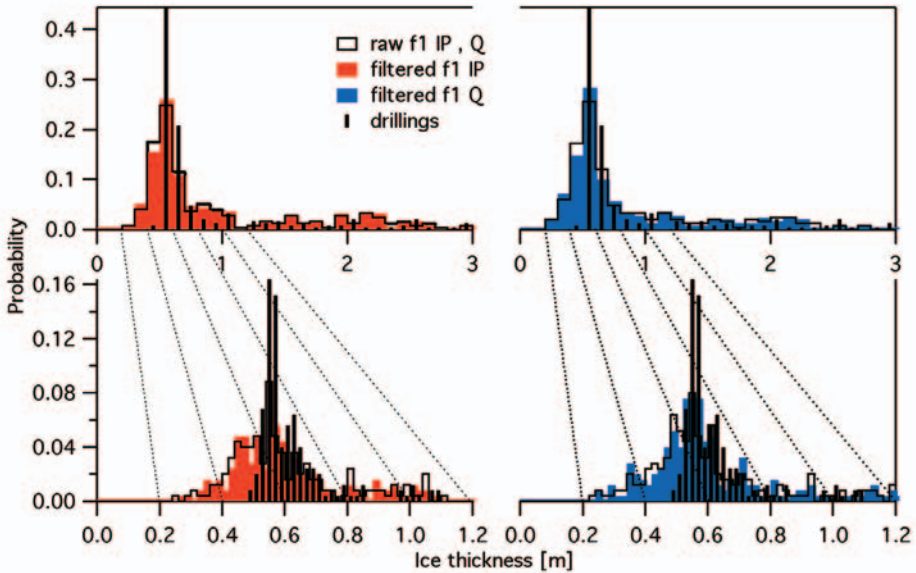 0.4
0.3
0.2
0.1
0.0
raw f1 IP , Q
filtered f1 IP
filtered f1 Q
drillings
0 1 2 3
0 1 2 3
Probability
0.16
0.12
0.08
0.04
0.00
0.0 0.2 0.4 0.6 0.8 1.0 1.2
0.0 0.2 0.4 0.6 0.8 1.0 1.2
Ice thickness [m]